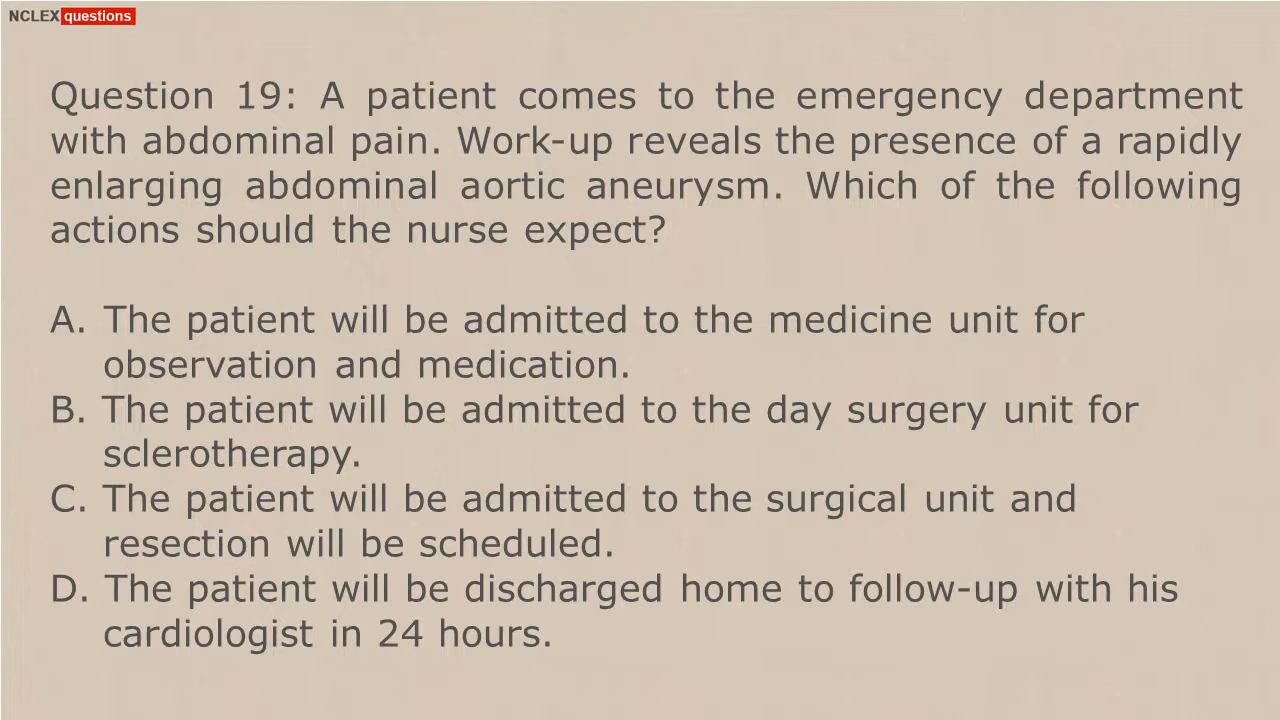 NCLEX questions
Question 19: A patient comes to the emergency department
with abdominal pain. Work-up reveals the presence of a rapidly
enlarging abdominal aortic aneurysm. Which of the following
actions should the nurse expect?
A. The patient will be admitted to the medicine unit for
observation and medication.
B. The patient will be admitted to the day surgery unit for
sclerotherapy.
C. The patient will be admitted to the surgical unit and
resection will be scheduled.
D. The patient will be discharged home to follow-up with his
cardiologist in 24 hours.